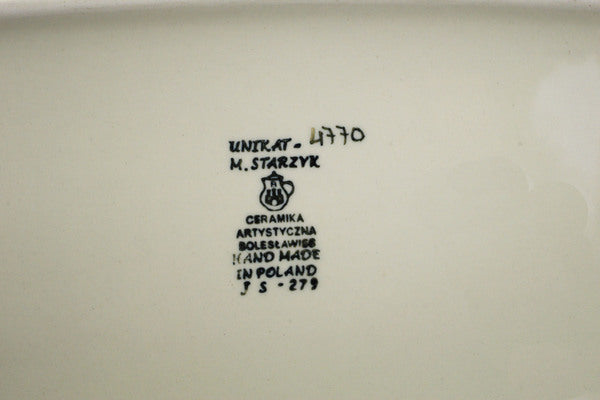 UNIKAT - 4770
M. STARZYK
CERAMIKA
ARTYSTYCZNA
BOLESŁAWIEC
HAND MADE
IN POLAND
S - 279